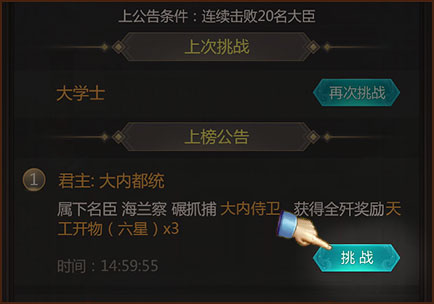 上公告条件：连续击败20名大臣
上次挑战
大学士 再次挑战
上榜公告
1 君主: 大内都统
属下名臣 海兰察 碾抓捕 大内侍卫 获得全歼奖励天
工开物（六星）x3
挑 战
时间：14:59:55